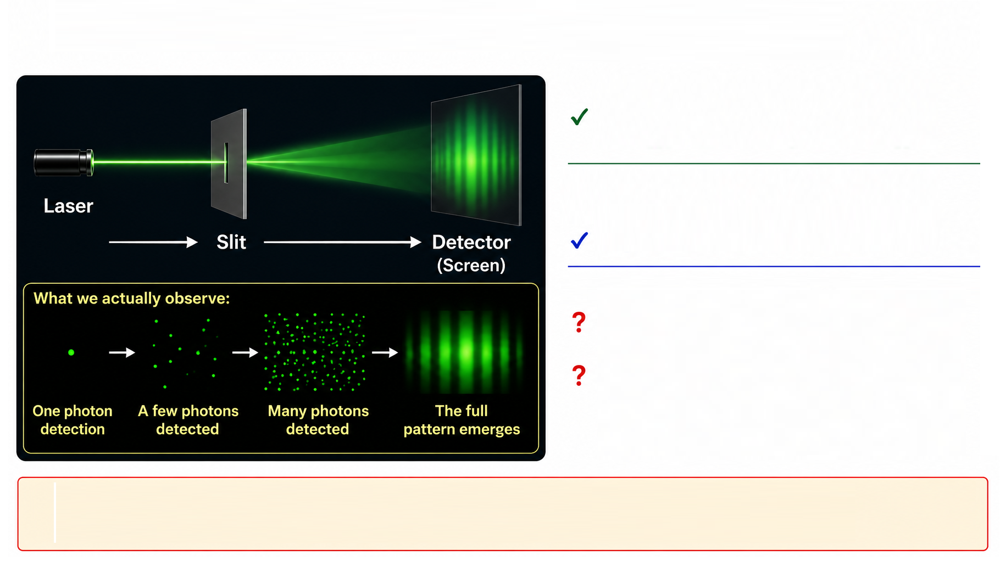 Laser
Slit
Detector
(Screen)
What we actually observe:
One photon
detection
A few photons
detected
Many photons
detected
The full
pattern emerges
?
?